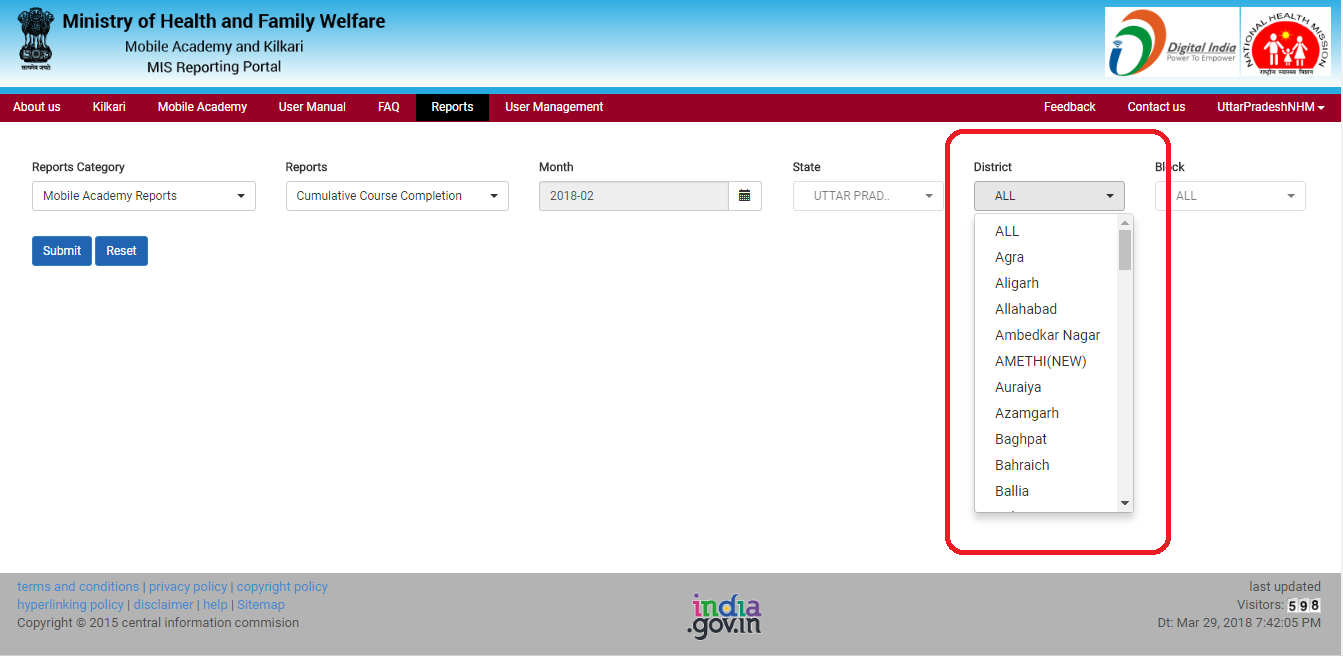 Ministry of Health and Family Welfare
Mobile Academy and Kilkari
MIS Reporting Portal
सत्यमेव जयते
Digital India
Power To Empower
NATIONAL HEALTH MISSION
राष्ट्रीय स्वास्थ्य मिशन
About us Kilkari Mobile Academy User Manual FAQ Reports User Management Feedback Contact us UttarPradeshNHM
Reports Category Reports Month State District Block
Mobile Academy Reports Cumulative Course Completion 2018-02 UTTAR PRAD.. ALL ALL
Submit Reset
ALL
Agra
Aligarh
Allahabad
Ambedkar Nagar
AMETHI(NEW)
Auraiya
Azamgarh
Baghpat
Bahraich
Ballia
terms and conditions | privacy policy | copyright policy
hyperlinking policy | disclaimer | help | Sitemap
Copyright © 2015 central information commision
india
.gov.in
last updated
Visitors: 598
Dt: Mar 29, 2018 7:42:05 PM